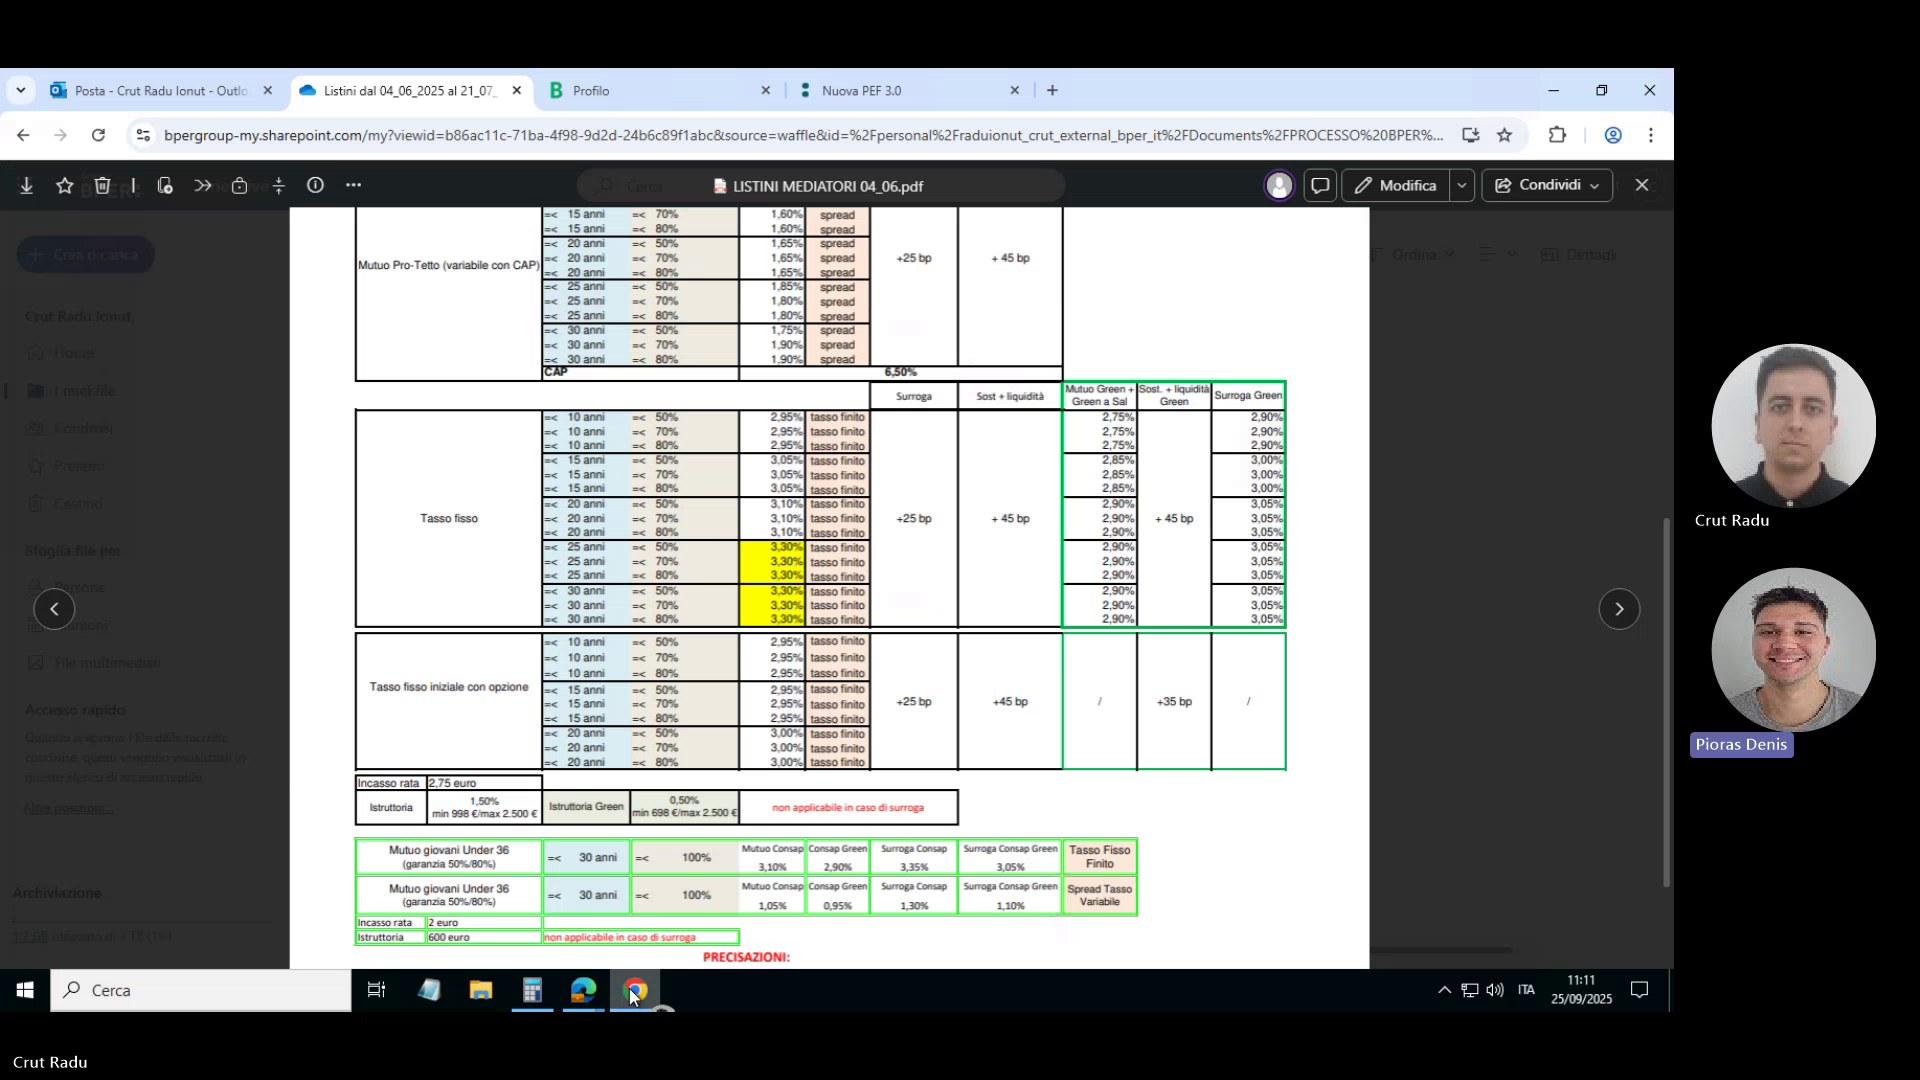 Posta - Crut Radu Ionut - Outlo
Listini dal 04_06_2025 al 21_07_
Profilo
Nuova PEF 3.0
bpergroup-my.sharepoint.com/my?viewid=b86ac11c-71ba-4f98-9d2d-24b6c89f1abc&source=waffle&id=%2Fpersonal%2Fraduionut_crut_external_bper_it%2FDocuments%2FPROCESSO%20BPER%...
Cerca
LISTINI MEDIATORI 04_06.pdf
Modifica
Condividi
Crea o carica
Ordina
Dettagli
Crut Radu Ionut,
Home
I miei file
Condivisi
Preferiti
Cestino
Sfoglia file per
Persone
Riunioni
File multimediali
Accesso rapido
Archiviazione
Mutuo Pro-Tetto (variabile con CAP)
=< 15 anni =< 70% 1,60% spread
=< 15 anni =< 80% 1,60% spread
=< 20 anni =< 50% 1,65% spread
=< 20 anni =< 70% 1,65% spread +25 bp + 45 bp
=< 20 anni =< 80% 1,65% spread
=< 25 anni =< 50% 1,85% spread
=< 25 anni =< 70% 1,80% spread
=< 25 anni =< 80% 1,80% spread
=< 30 anni =< 50% 1,75% spread
=< 30 anni =< 70% 1,90% spread
=< 30 anni =< 80% 1,90% spread
CAP 6,50%
Surroga Sost + liquidità Mutuo Green + Green a Sal Sost. + liquidità Green Surroga Green
Tasso fisso
=< 10 anni =< 50% 2,95% tasso finito 2,75% 2,90%
=< 10 anni =< 70% 2,95% tasso finito 2,75% 2,90%
=< 10 anni =< 80% 2,95% tasso finito 2,75% 2,90%
=< 15 anni =< 50% 3,05% tasso finito 2,85% 3,00%
=< 15 anni =< 70% 3,05% tasso finito 2,85% 3,00%
=< 15 anni =< 80% 3,05% tasso finito 2,85% 3,00%
=< 20 anni =< 50% 3,10% tasso finito 2,90% 3,05%
=< 20 anni =< 70% 3,10% tasso finito +25 bp + 45 bp 2,90% + 45 bp 3,05%
=< 20 anni =< 80% 3,10% tasso finito 2,90% 3,05%
=< 25 anni =< 50% 3,30% tasso finito 2,90% 3,05%
=< 25 anni =< 70% 3,30% tasso finito 2,90% 3,05%
=< 25 anni =< 80% 3,30% tasso finito 2,90% 3,05%
=< 30 anni =< 50% 3,30% tasso finito 2,90% 3,05%
=< 30 anni =< 70% 3,30% tasso finito 2,90% 3,05%
=< 30 anni =< 80% 3,30% tasso finito 2,90% 3,05%
Tasso fisso iniziale con opzione
=< 10 anni =< 50% 2,95% tasso finito
=< 10 anni =< 70% 2,95% tasso finito
=< 10 anni =< 80% 2,95% tasso finito
=< 15 anni =< 50% 2,95% tasso finito
=< 15 anni =< 70% 2,95% tasso finito +25 bp +45 bp / +35 bp /
=< 15 anni =< 80% 2,95% tasso finito
=< 20 anni =< 50% 3,00% tasso finito
=< 20 anni =< 70% 3,00% tasso finito
=< 20 anni =< 80% 3,00% tasso finito
Incasso rata 2,75 euro
Istruttoria 1,50% min 998 €/max 2.500 € Istruttoria Green 0,50% min 698 €/max 2.500 € non applicabile in caso di surroga
Mutuo giovani Under 36 (garanzia 50%/80%) =< 30 anni =< 100% Mutuo Consap 3,10% Consap Green 2,90% Surroga Consap 3,35% Surroga Consap Green 3,05% Tasso Fisso Finito
Mutuo giovani Under 36 (garanzia 50%/80%) =< 30 anni =< 100% Mutuo Consap 1,05% Consap Green 0,95% Surroga Consap 1,30% Surroga Consap Green 1,10% Spread Tasso Variabile
Incasso rata 2 euro
Istruttoria 600 euro non applicabile in caso di surroga
PRECISAZIONI:
Crut Radu
Pioras Denis
Cerca
ITA
11:11
25/09/2025
Crut Radu